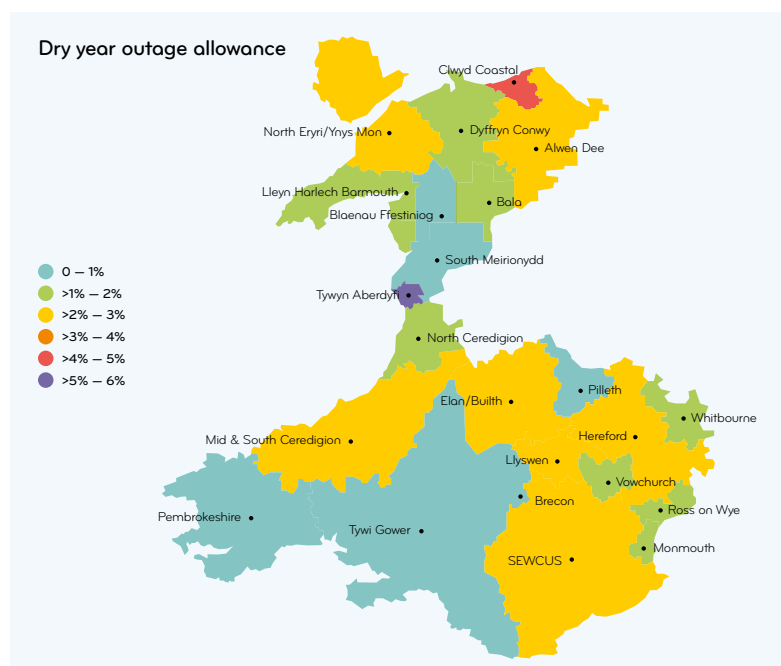 Dry year outage allowance
Clwyd Coastal
North Eryri/Ynys Mon
Dyffryn Conwy
Alwen Dee
Lleyn Harlech Barmouth
Bala
Blaenau Ffestiniog
South Meirionydd
Tywyn Aberdyfi
0 – 1%
>1% – 2%
>2% – 3%
>3% – 4%
>4% – 5%
>5% – 6%
North Ceredigion
Pilleth
Elan/Builth
Whitbourne
Hereford
Mid & South Ceredigion
Llyswen
Vowchurch
Brecon
Ross on Wye
Pembrokeshire
Tywi Gower
Monmouth
SEWCUS